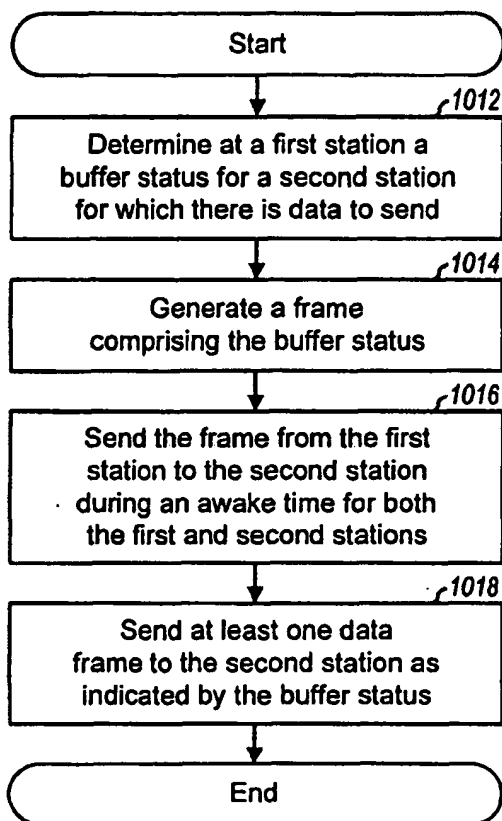 Start
1012
Determine at a first station a
buffer status for a second station
for which there is data to send
1014
Generate a frame
comprising the buffer status
1016
Send the frame from the first
station to the second station
during an awake time for both
the first and second stations
1018
Send at least one data
frame to the second station as
indicated by the buffer status
End